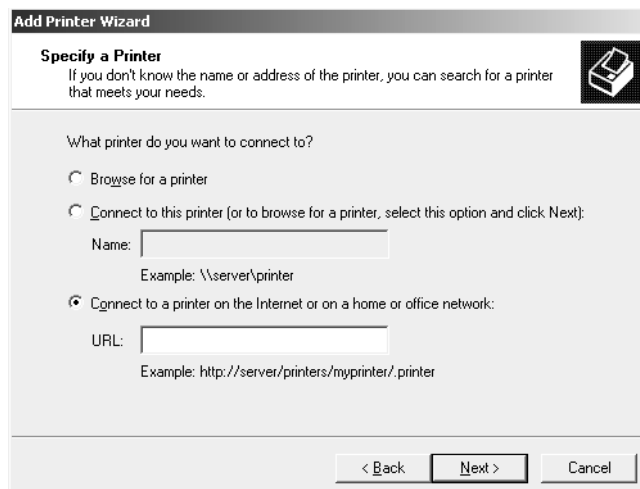 Add Printer Wizard
Specify a Printer
If you don't know the name or address of the printer, you can search for a printer
that meets your needs.
What printer do you want to connect to?
Browse for a printer
Connect to this printer (or to browse for a printer, select this option and click Next):
Name:
Example: \\server\printer
Connect to a printer on the Internet or on a home or office network:
URL:
Example: http://server/printers/myprinter/.printer
< Back Next > Cancel